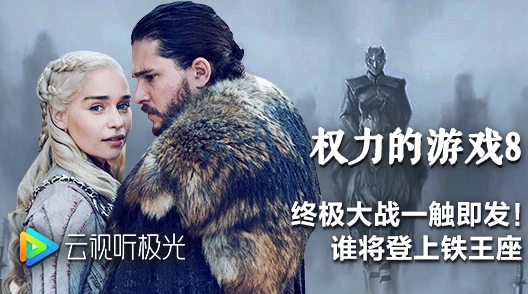 权力的游戏8
终极大战一触即发!
谁将登上铁王座
云视听极光